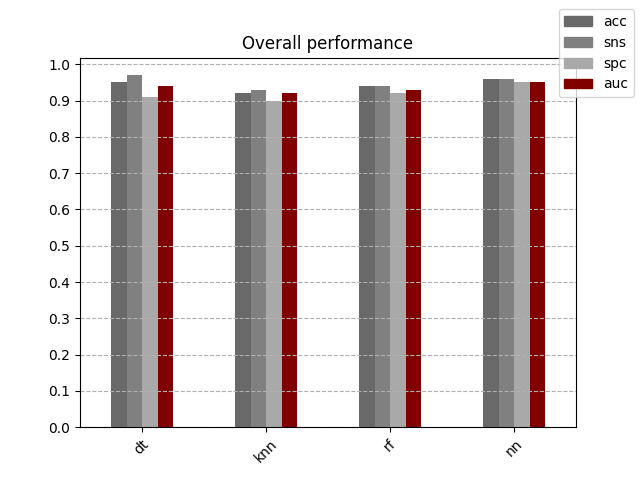 Overall performance
acc
sns
spc
auc
1.0
0.9
0.8
0.7
0.6
0.5
0.4
0.3
0.2
0.1
0.0
dt
knn
rf
nn